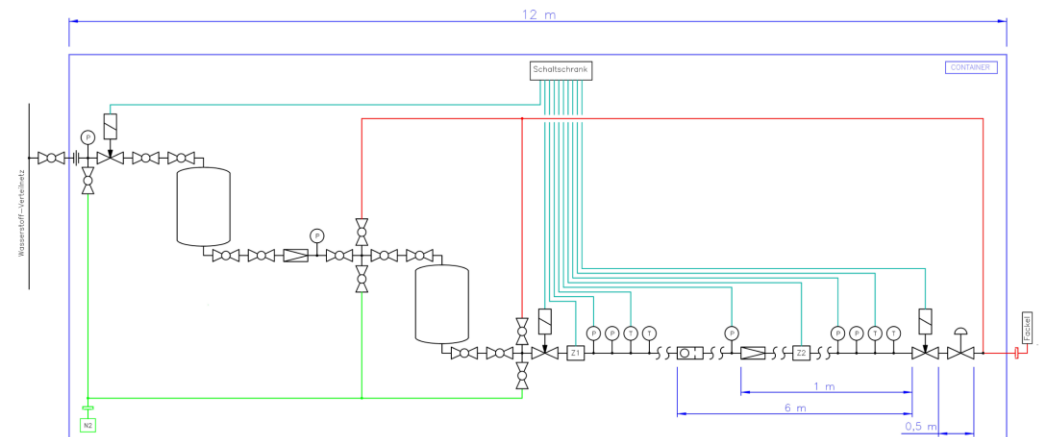 12 m
Schaltschrank
CONTAINER
P
Wasserstoff-Verteilnetz
P
P
P
T
T
P
P
P
T
T
Z1
Z2
Fackel
1 m
6 m
0,5 m
N2